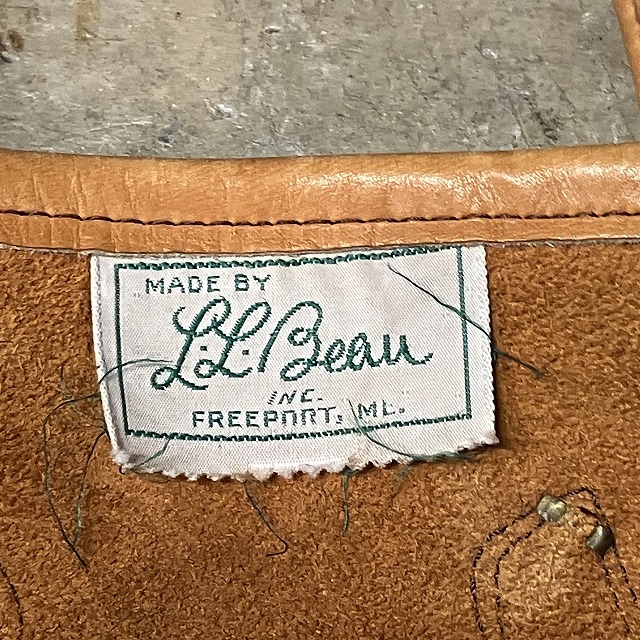 MADE BY
L.L. Bean
INC.
FREEPORT, ME.